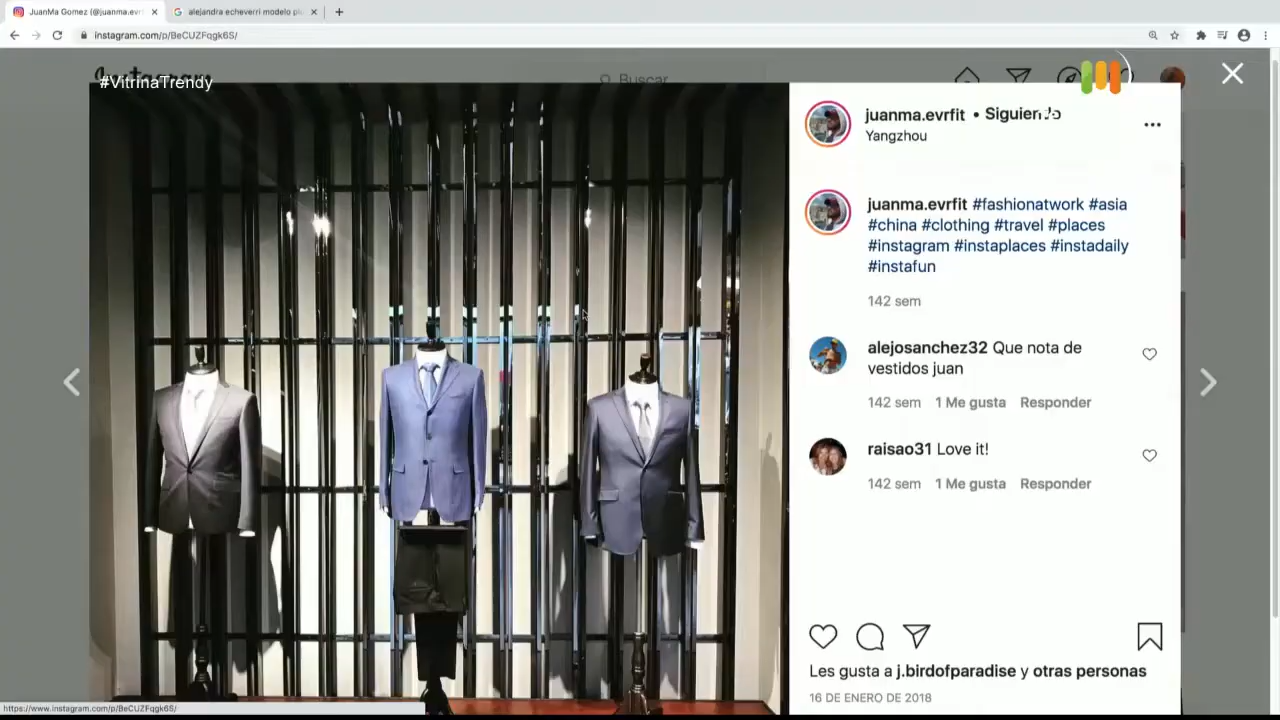 JuanMa Gomez (@juanma.evrf
alejandra echeverri modelo pl
instagram.com/p/BeCUZFqgk6S/
#VitrinaTrendy
Instagram
Buscar
juanma.evrfit • Siguiendo
Yangzhou
juanma.evrfit #fashionatwork #asia
#china #clothing #travel #places
#instagram #instaplaces #instadaily
#instafun
142 sem
alejosanchez32 Que nota de
vestidos juan
142 sem 1 Me gusta Responder
raisao31 Love it!
142 sem 1 Me gusta Responder
Les gusta a j.birdofparadise y otras personas
16 DE ENERO DE 2018
https://www.instagram.com/p/BeCUZFqgk6S/